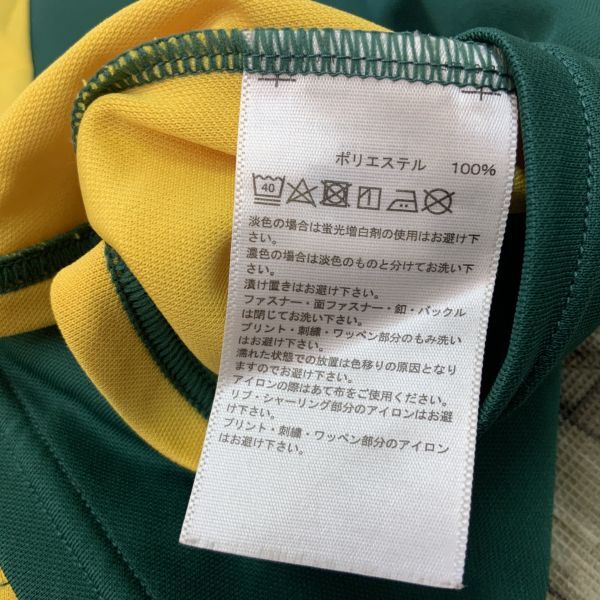 ポリエステル 100%
40
淡色の場合は蛍光増白剤の使用はお避け下
さい。
濃色の場合は淡色のものと分けてお洗い下
さい。
漬け置きはお避け下さい。
ファスナー・面ファスナー・釦・バックル
は閉じてお洗い下さい。
プリント・刺繍・ワッペン部分のもみ洗い
はお避け下さい。
濡れた状態での放置は色移りの原因となり
ますのでお避け下さい。
アイロンの際はあて布をご使用ください。
リブ・シャーリング部分のアイロンはお避
け下さい。
プリント・刺繍・ワッペン部分のアイロン
はお避け下さい。